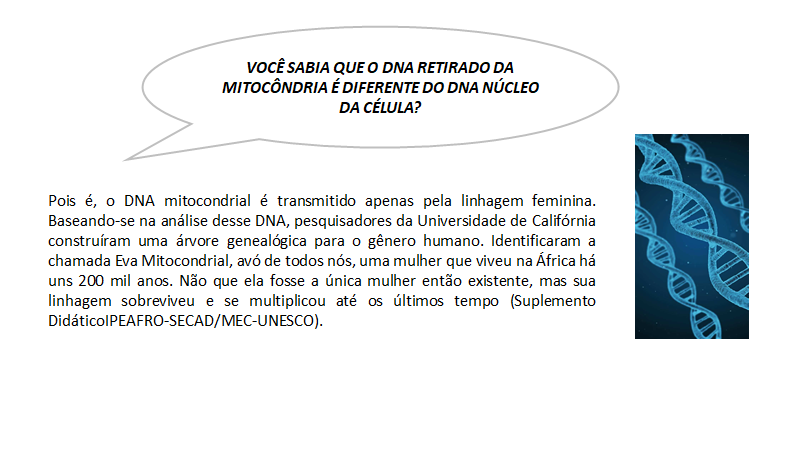 VOCÊ SABIA QUE O DNA RETIRADO DA
MITOCÔNDRIA É DIFERENTE DO DNA NÚCLEO
DA CÉLULA?
Pois é, o DNA mitocondrial é transmitido apenas pela linhagem feminina.
Baseando-se na análise desse DNA, pesquisadores da Universidade de Califórnia
construíram uma árvore genealógica para o gênero humano. Identificaram a
chamada Eva Mitocondrial, avó de todos nós, uma mulher que viveu na África há
uns 200 mil anos. Não que ela fosse a única mulher então existente, mas sua
linhagem sobreviveu e se multiplicou até os últimos tempo (Suplemento
DidáticoIPEAFRO-SECAD/MEC-UNESCO).